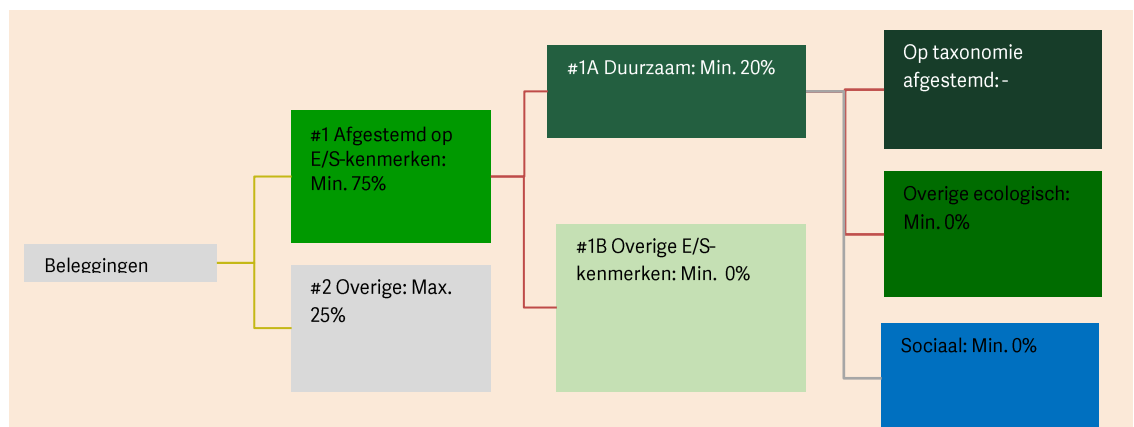 Beleggingen
#1 Afgestemd op
E/S-kenmerken:
Min. 75%
#2 Overige: Max.
25%
#1A Duurzaam: Min. 20%
#1B Overige E/S-
kenmerken: Min.  0%
Op taxonomie
afgestemd: -
Overige ecologisch:
Min. 0%
Sociaal: Min. 0%